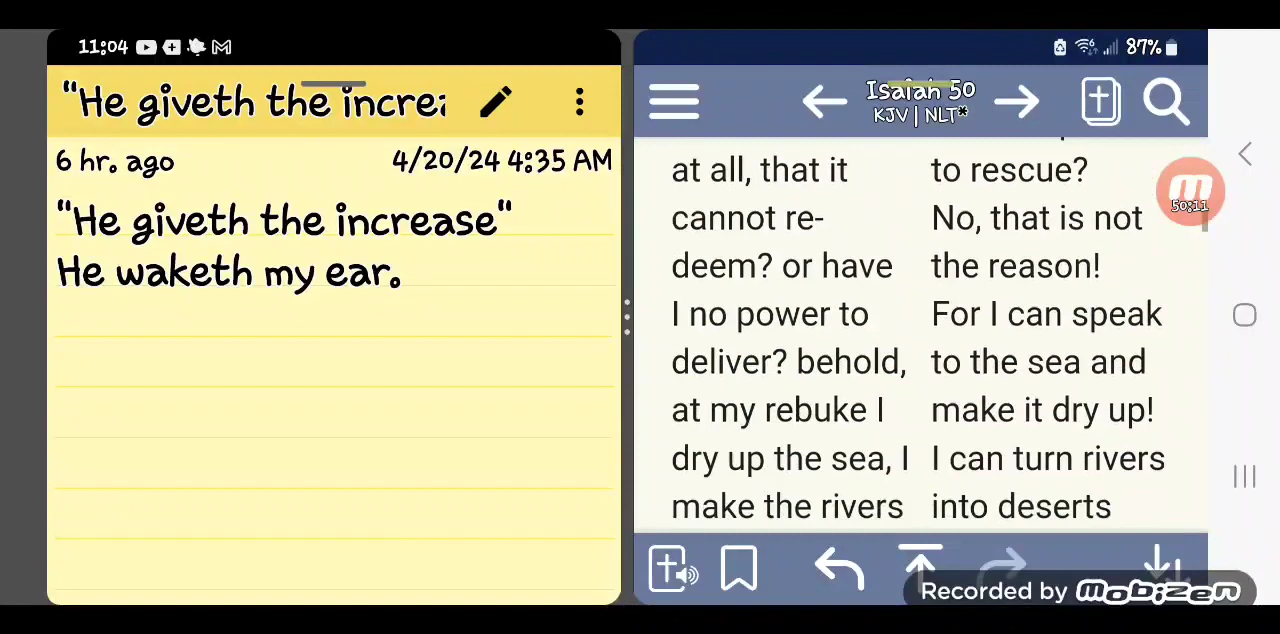 11:04
"He giveth the increa
6 hr. ago
4/20/24 4:35 AM
"He giveth the increase"
He waketh my ear.
87%
Isaiah 50
KJV | NLT*
at all, that it
cannot re-
deem? or have
I no power to
deliver? behold,
at my rebuke I
dry up the sea, I
make the rivers
to rescue?
No, that is not
the reason!
For I can speak
to the sea and
make it dry up!
I can turn rivers
into deserts
50:11
Recorded by mobizen